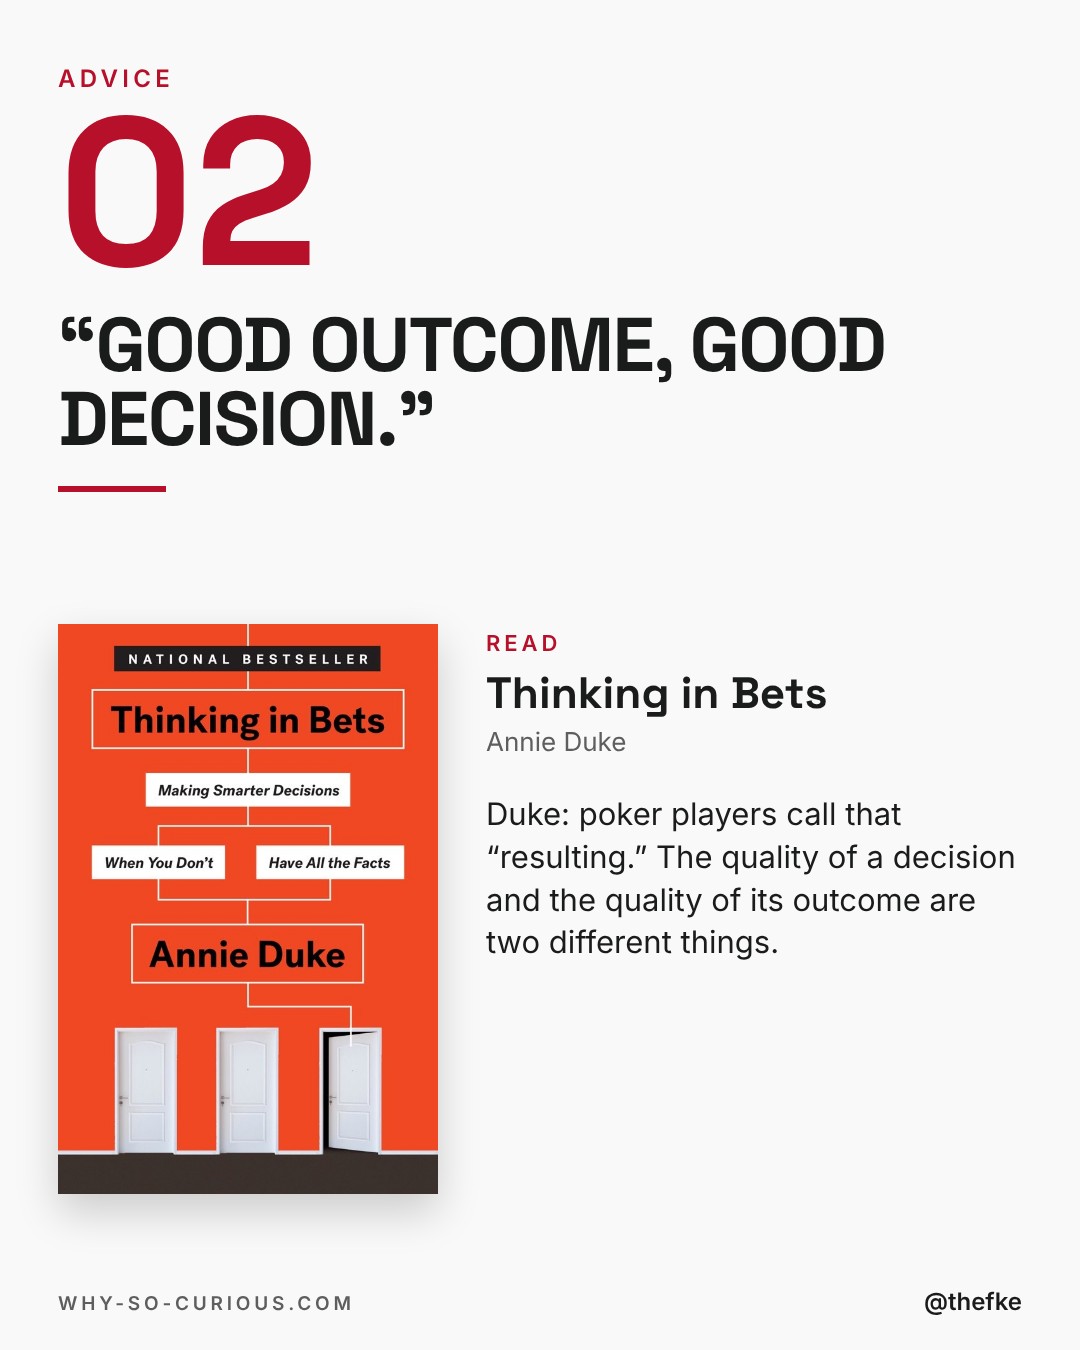 ADVICE
02
“GOOD OUTCOME, GOOD
DECISION.”
NATIONAL BESTSELLER
Thinking in Bets
Making Smarter Decisions
When You Don’t
Have All the Facts
Annie Duke
READ
Thinking in Bets
Annie Duke
Duke: poker players call that
“resulting.” The quality of a decision
and the quality of its outcome are
two different things.
WHY-SO-CURIOUS.COM
@thefke